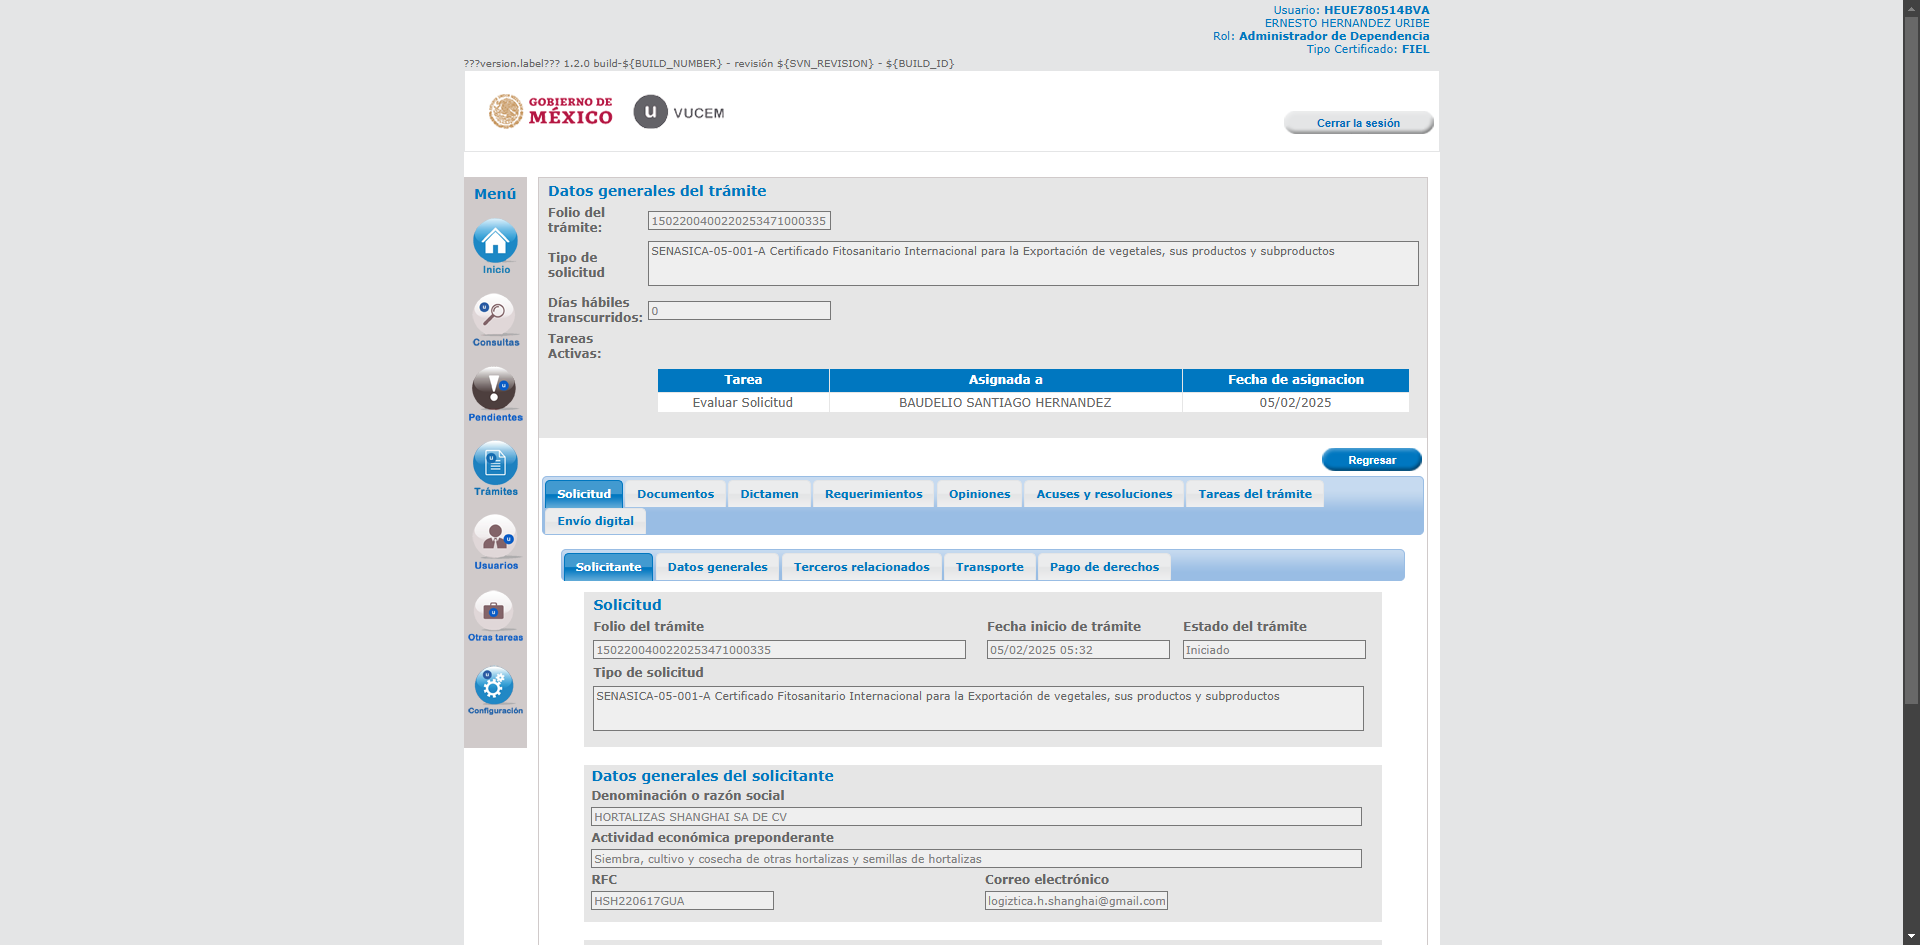 Usuario: HEUE780514BVA
ERNESTO HERNANDEZ URIBE
Rol: Administrador de Dependencia
Tipo Certificado: FIEL
???version.label??? 1.2.0 build-${BUILD_NUMBER} - revisión ${SVN_REVISION} - ${BUILD_ID}
GOBIERNO DE
MÉXICO
u VUCEM
Cerrar la sesión
Menú
Inicio
Consultas
Pendientes
Trámites
Usuarios
Otras tareas
Configuración
Datos generales del trámite
Folio del trámite: 1502200400220253471000335
Tipo de solicitud SENASICA-05-001-A Certificado Fitosanitario Internacional para la Exportación de vegetales, sus productos y subproductos
Días hábiles transcurridos: 0
Tareas Activas:
Tarea Asignada a Fecha de asignacion
Evaluar Solicitud BAUDELIO SANTIAGO HERNANDEZ 05/02/2025
Regresar
Solicitud Documentos Dictamen Requerimientos Opiniones Acuses y resoluciones Tareas del trámite
Envío digital
Solicitante Datos generales Terceros relacionados Transporte Pago de derechos
Solicitud
Folio del trámite Fecha inicio de trámite Estado del trámite
1502200400220253471000335 05/02/2025 05:32 Iniciado
Tipo de solicitud
SENASICA-05-001-A Certificado Fitosanitario Internacional para la Exportación de vegetales, sus productos y subproductos
Datos generales del solicitante
Denominación o razón social
HORTALIZAS SHANGHAI SA DE CV
Actividad económica preponderante
Siembra, cultivo y cosecha de otras hortalizas y semillas de hortalizas
RFC Correo electrónico
HSH220617GUA logiztica.h.shanghai@gmail.com